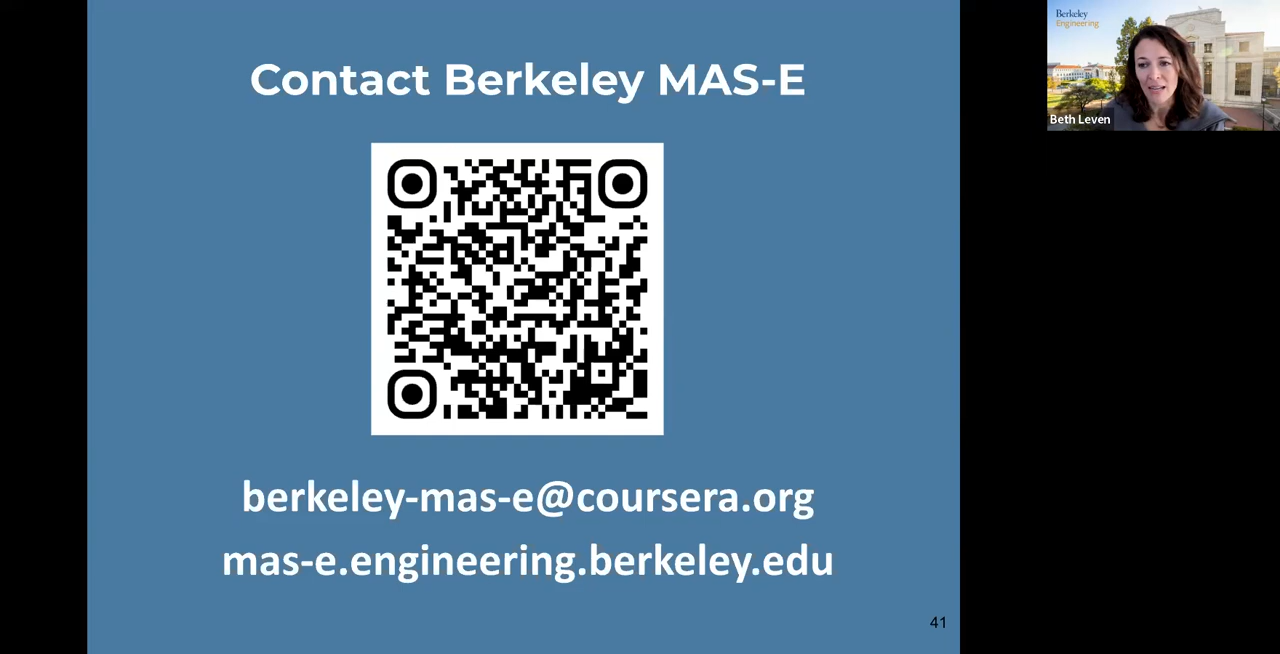 Contact Berkeley MAS-E
berkeley-mas-e@coursera.org
mas-e.engineering.berkeley.edu
41
Berkeley
Engineering
Beth Leven